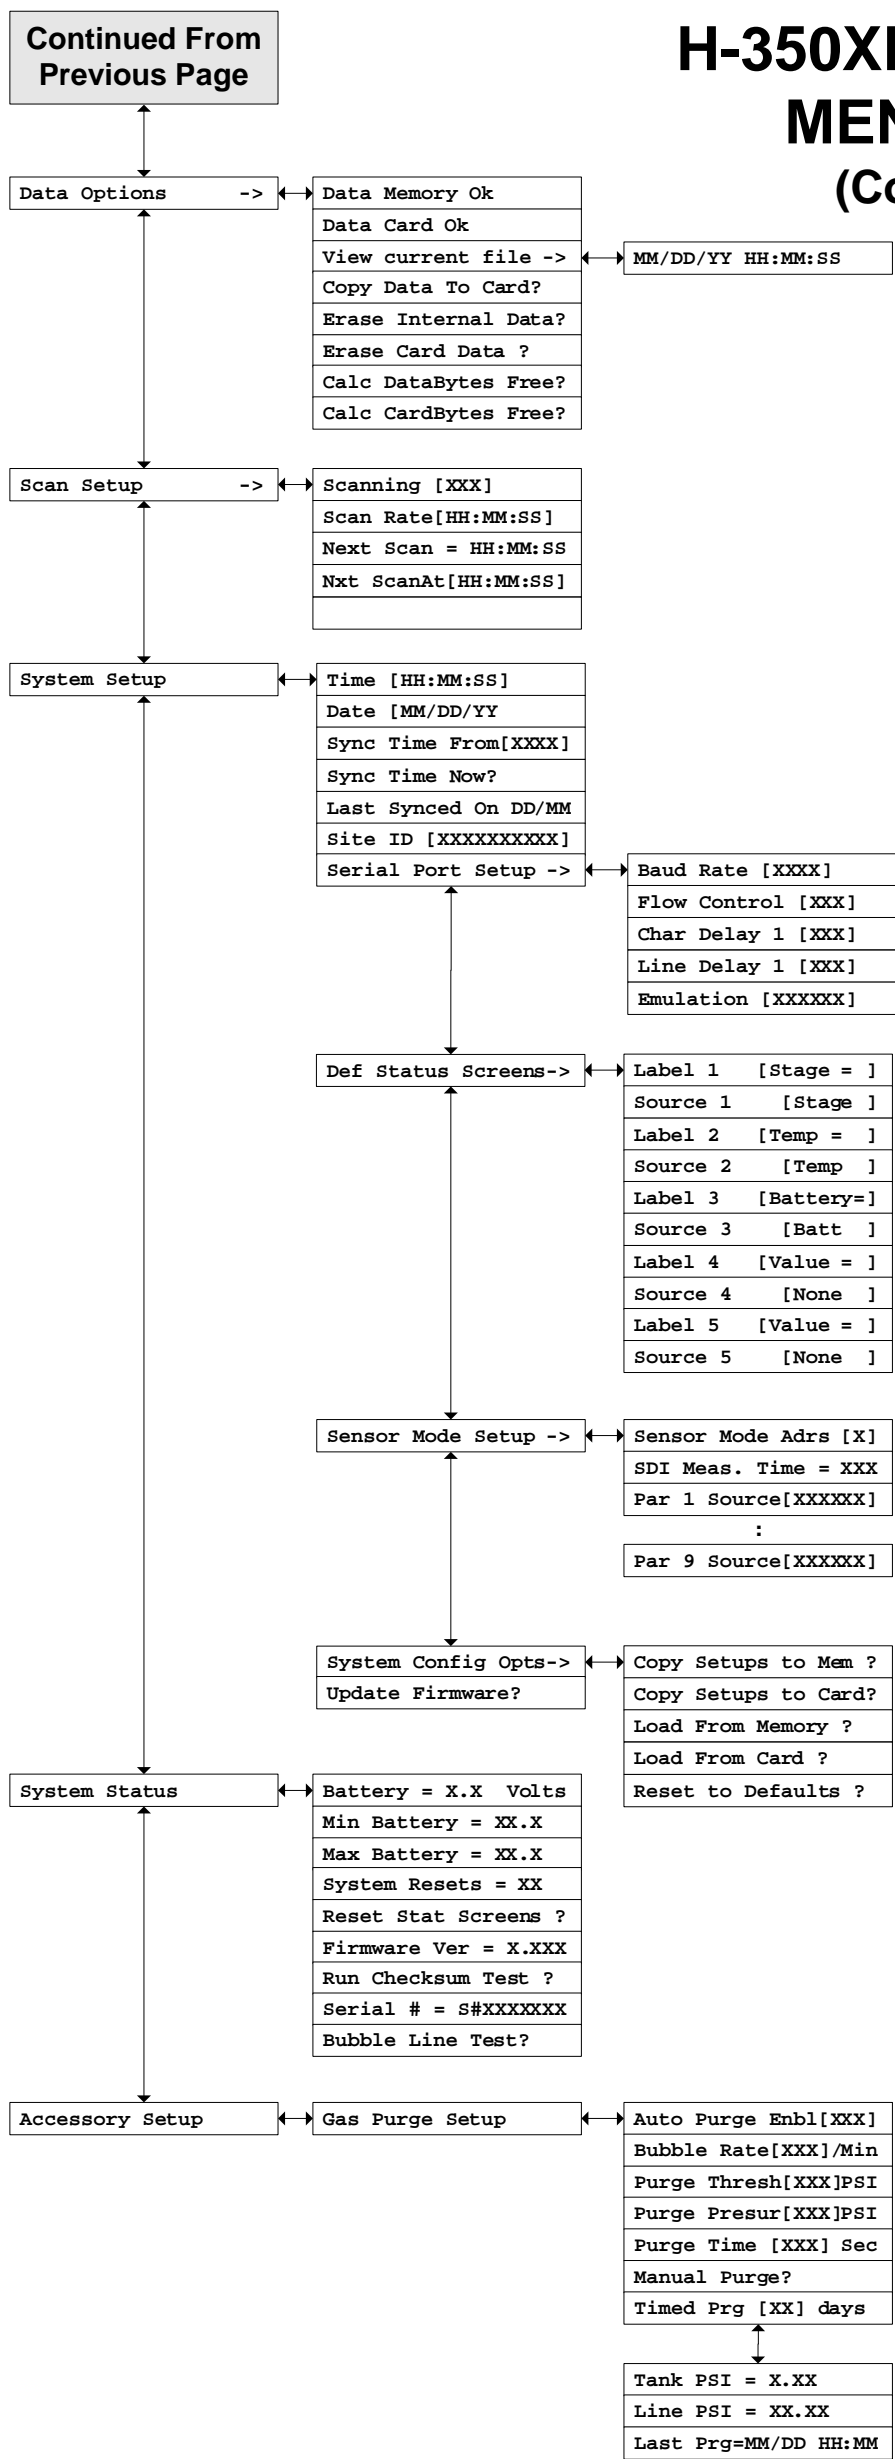 Continued From
Previous Page
H-350X
MEN
(Co
Data Options ->
Data Memory Ok
Data Card Ok
View current file ->
MM/DD/YY HH:MM:SS
Copy Data To Card?
Erase Internal Data?
Erase Card Data ?
Calc DataBytes Free?
Calc CardBytes Free?
Scan Setup ->
Scanning [XXX]
Scan Rate[HH:MM:SS]
Next Scan = HH:MM:SS
Nxt ScanAt[HH:MM:SS]
System Setup
Time [HH:MM:SS]
Date [MM/DD/YY
Sync Time From[XXXX]
Sync Time Now?
Last Synced On DD/MM
Site ID [XXXXXXXXXX]
Serial Port Setup ->
Baud Rate [XXXX]
Flow Control [XXX]
Char Delay 1 [XXX]
Line Delay 1 [XXX]
Emulation [XXXXXX]
Def Status Screens->
Label 1 [Stage = ]
Source 1 [Stage ]
Label 2 [Temp = ]
Source 2 [Temp ]
Label 3 [Battery=]
Source 3 [Batt ]
Label 4 [Value = ]
Source 4 [None ]
Label 5 [Value = ]
Source 5 [None ]
Sensor Mode Setup ->
Sensor Mode Adrs [X]
SDI Meas. Time = XXX
Par 1 Source[XXXXXX]
:
Par 9 Source[XXXXXX]
System Config Opts->
Update Firmware?
Copy Setups to Mem ?
Copy Setups to Card?
Load From Memory ?
Load From Card ?
Reset to Defaults ?
System Status
Battery = X.X Volts
Min Battery = XX.X
Max Battery = XX.X
System Resets = XX
Reset Stat Screens ?
Firmware Ver = X.XXX
Run Checksum Test ?
Serial # = S#XXXXXXX
Bubble Line Test?
Accessory Setup
Gas Purge Setup
Auto Purge Enbl[XXX]
Bubble Rate[XXX]/Min
Purge Thresh[XXX]PSI
Purge Presur[XXX]PSI
Purge Time [XXX] Sec
Manual Purge?
Timed Prg [XX] days
Tank PSI = X.XX
Line PSI = XX.XX
Last Prg=MM/DD HH:MM